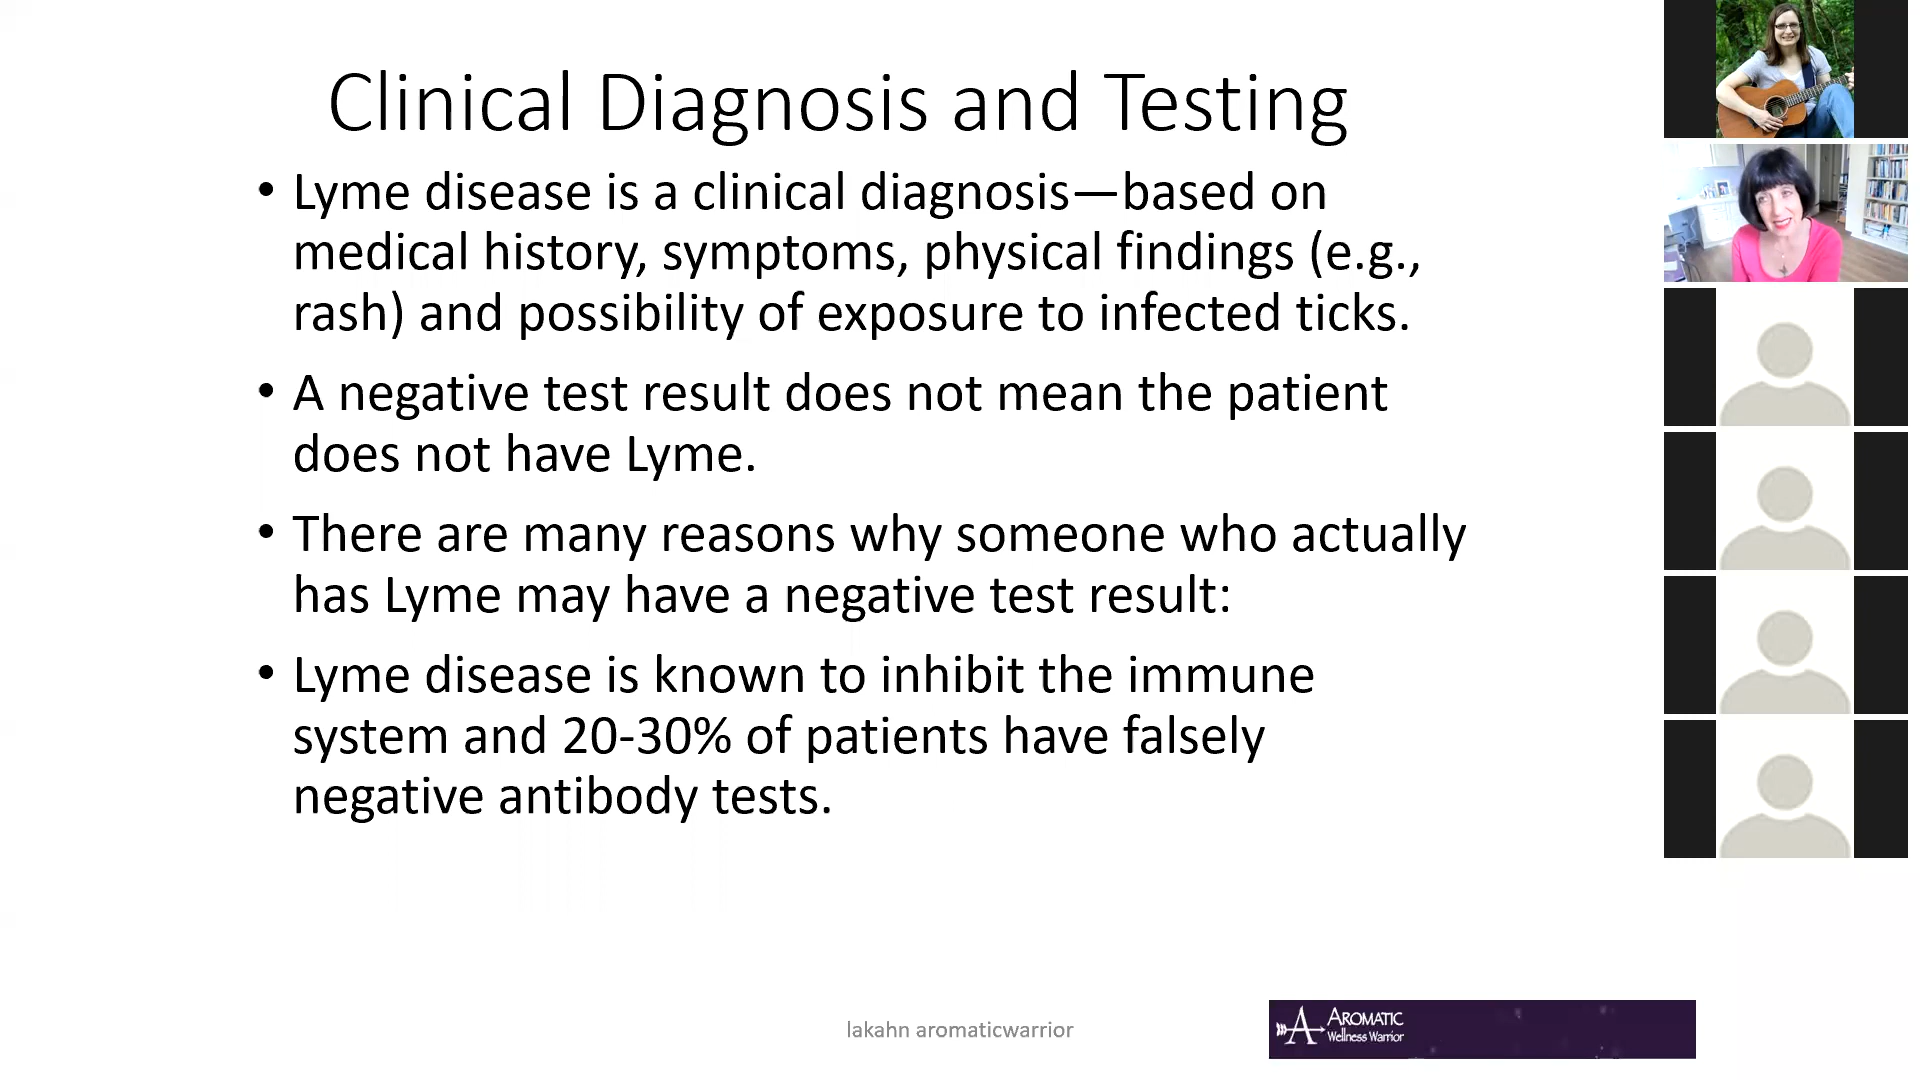 Clinical Diagnosis and Testing
• Lyme disease is a clinical diagnosis—based on
medical history, symptoms, physical findings (e.g.,
rash) and possibility of exposure to infected ticks.
• A negative test result does not mean the patient
does not have Lyme.
• There are many reasons why someone who actually
has Lyme may have a negative test result:
• Lyme disease is known to inhibit the immune
system and 20-30% of patients have falsely
negative antibody tests.
lakahn aromaticwarrior
A AROMATIC
Wellness Warrior